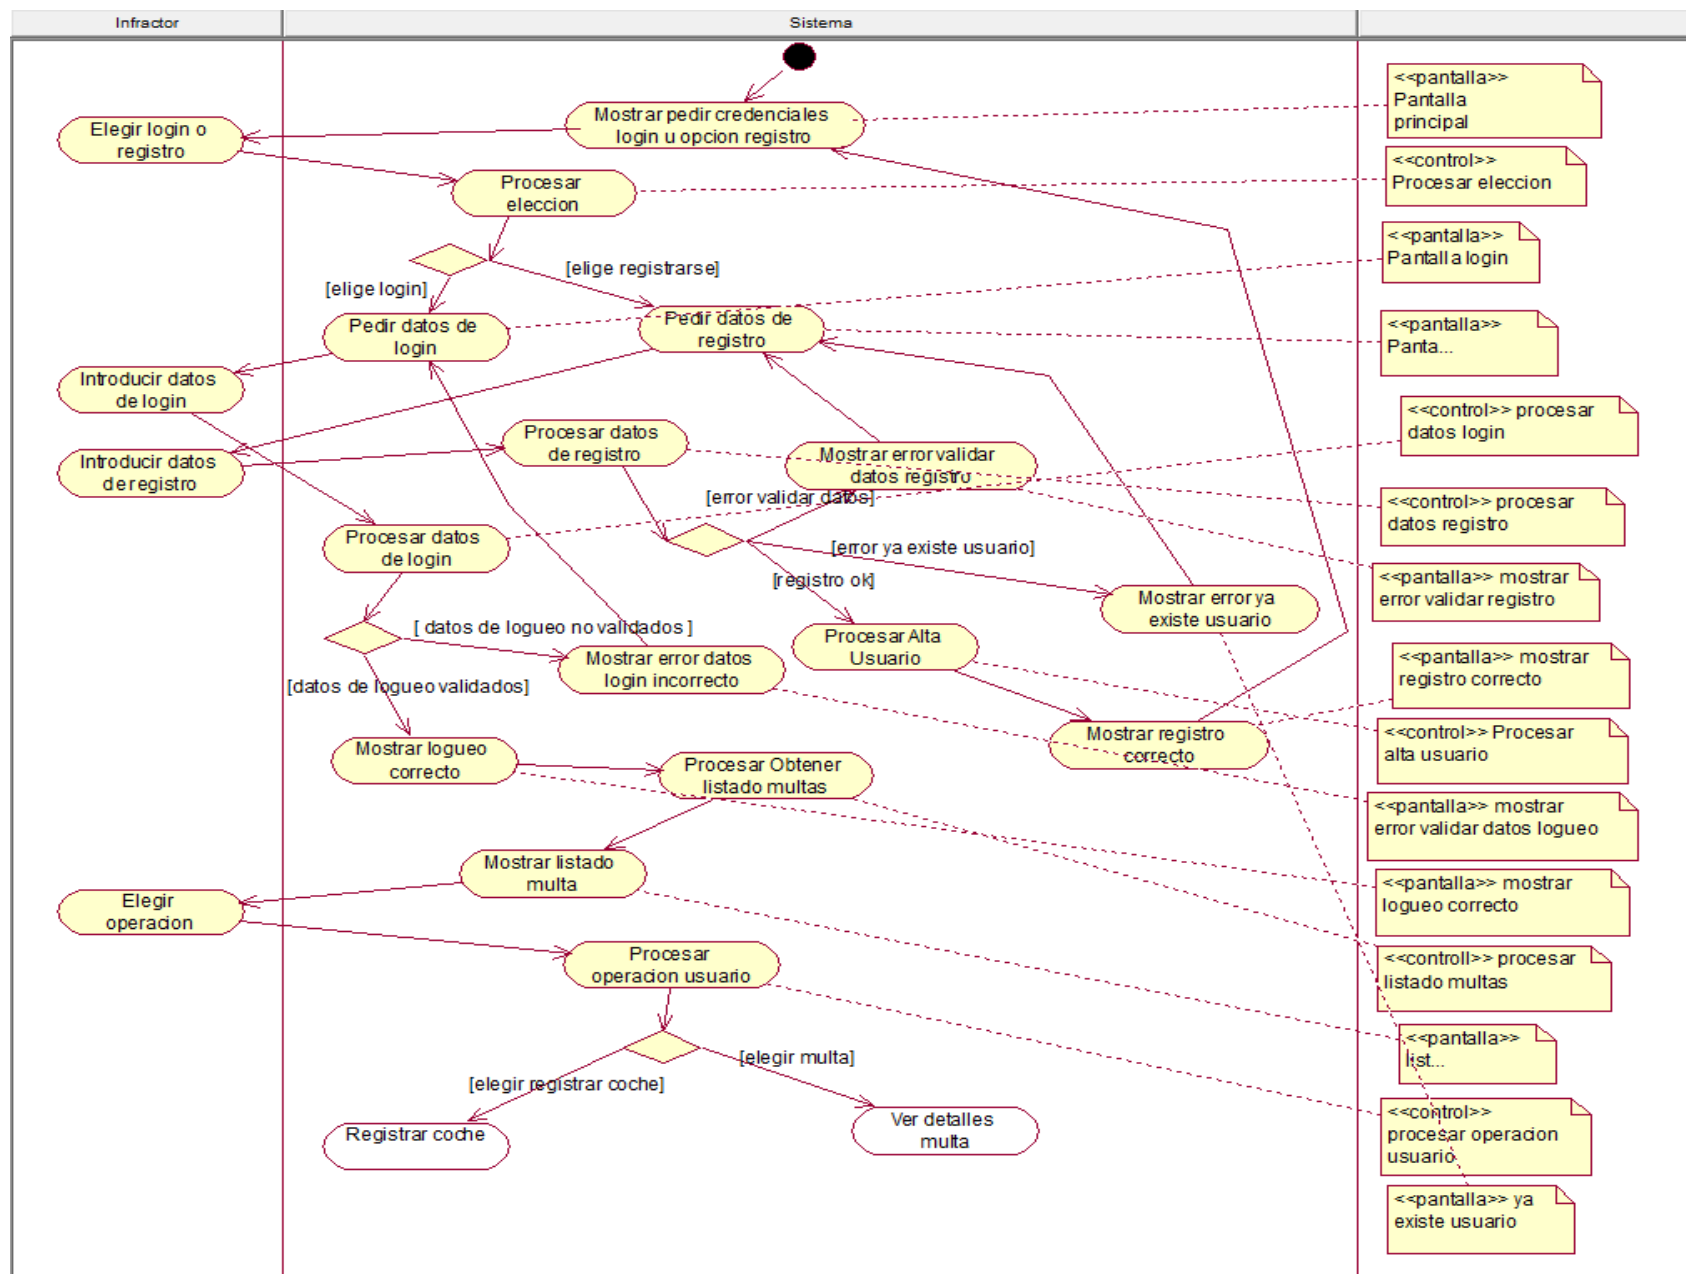 Infractor
Sistema
Mostrar pedir credenciales
login u opcion registro
Elegir login o
registro
Procesar
eleccion
[elige registrarse]
[elige login]
Pedir datos de
login
Pedir datos de
registro
Introducir datos
de login
Introducir datos
de registro
Procesar datos
de registro
Mostrar error validar
datos registro
[error validar datos]
Procesar datos
de login
[error ya existe usuario]
[registro ok]
Mostrar error ya
existe usuario
[ datos de logueo no validados ]
Procesar Alta
Usuario
Mostrar error datos
login incorrecto
[datos de logueo validados]
Mostrar logueo
correcto
Procesar Obtener
listado multas
Mostrar registro
correcto
Mostrar listado
multa
Elegir
operacion
Procesar
operacion usuario
[elegir multa]
[elegir registrar coche]
Registrar coche
Ver detalles
multa
<<pantalla>>
Pantalla
principal
<<control>>
Procesar eleccion
<<pantalla>>
Pantalla login
<<pantalla>>
Panta...
<<control>> procesar
datos login
<<control>> procesar
datos registro
<<pantalla>> mostrar
error validar registro
<<pantalla>> mostrar
registro correcto
<<control>> Procesar
alta usuario
<<pantalla>> mostrar
error validar datos logueo
<<pantalla>> mostrar
logueo correcto
<<controll>> procesar
listado multas
<<pantalla>>
list...
<<control>>
procesar operacion
usuario
<<pantalla>> ya
existe usuario